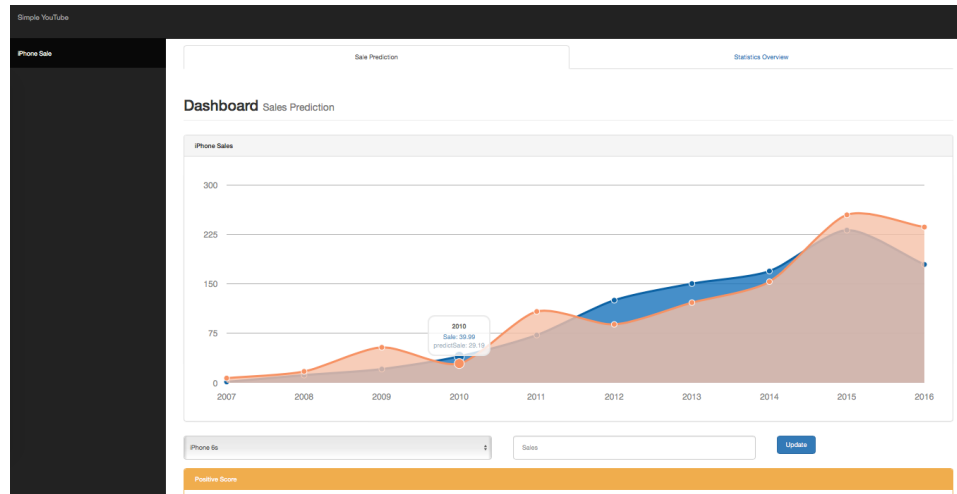 Simple YouTube
iPhone Sale
Sale Prediction
Statistics Overview
Dashboard Sales Prediction
iPhone Sales
300
225
150
75
0
2010
Sale: 39.99
predictSale: 29.19
2007 2008 2009 2010 2011 2012 2013 2014 2015 2016
iPhone 6s
Sales
Update
Positive Score